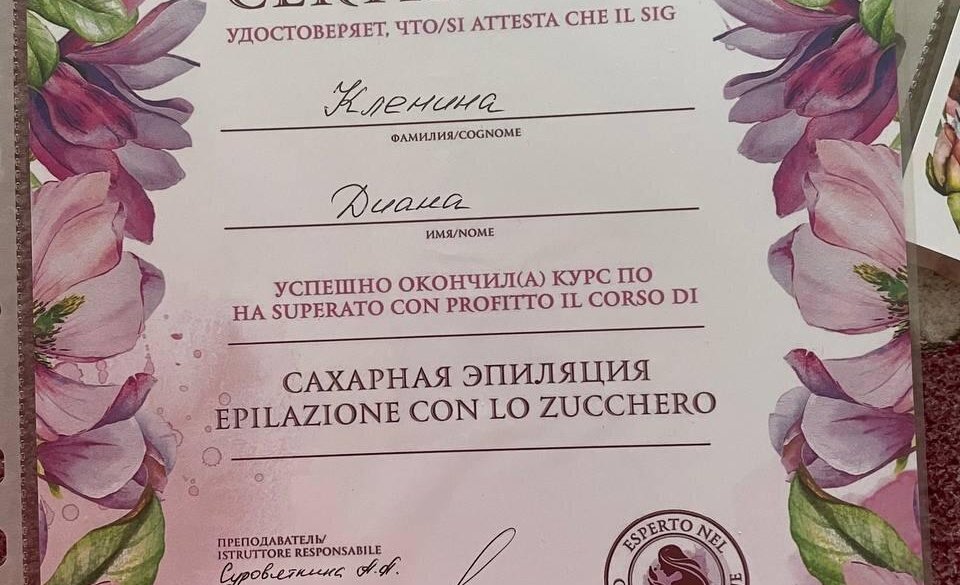 УДОСТОВЕРЯЕТ, ЧТО/SI ATTESTA CHE IL SIG
Кленина
ФАМИЛИЯ/COGNOME
Диана
ИМЯ/NOME
УСПЕШНО ОКОНЧИЛ(А) КУРС ПО
HA SUPERATO CON PROFITTO IL CORSO DI
САХАРНАЯ ЭПИЛЯЦИЯ
EPILAZIONE CON LO ZUCCHERO
ПРЕПОДАВАТЕЛЬ/
ISTRUTTORE RESPONSABILE
Суровяткина А.А.
ESPERTO NEL